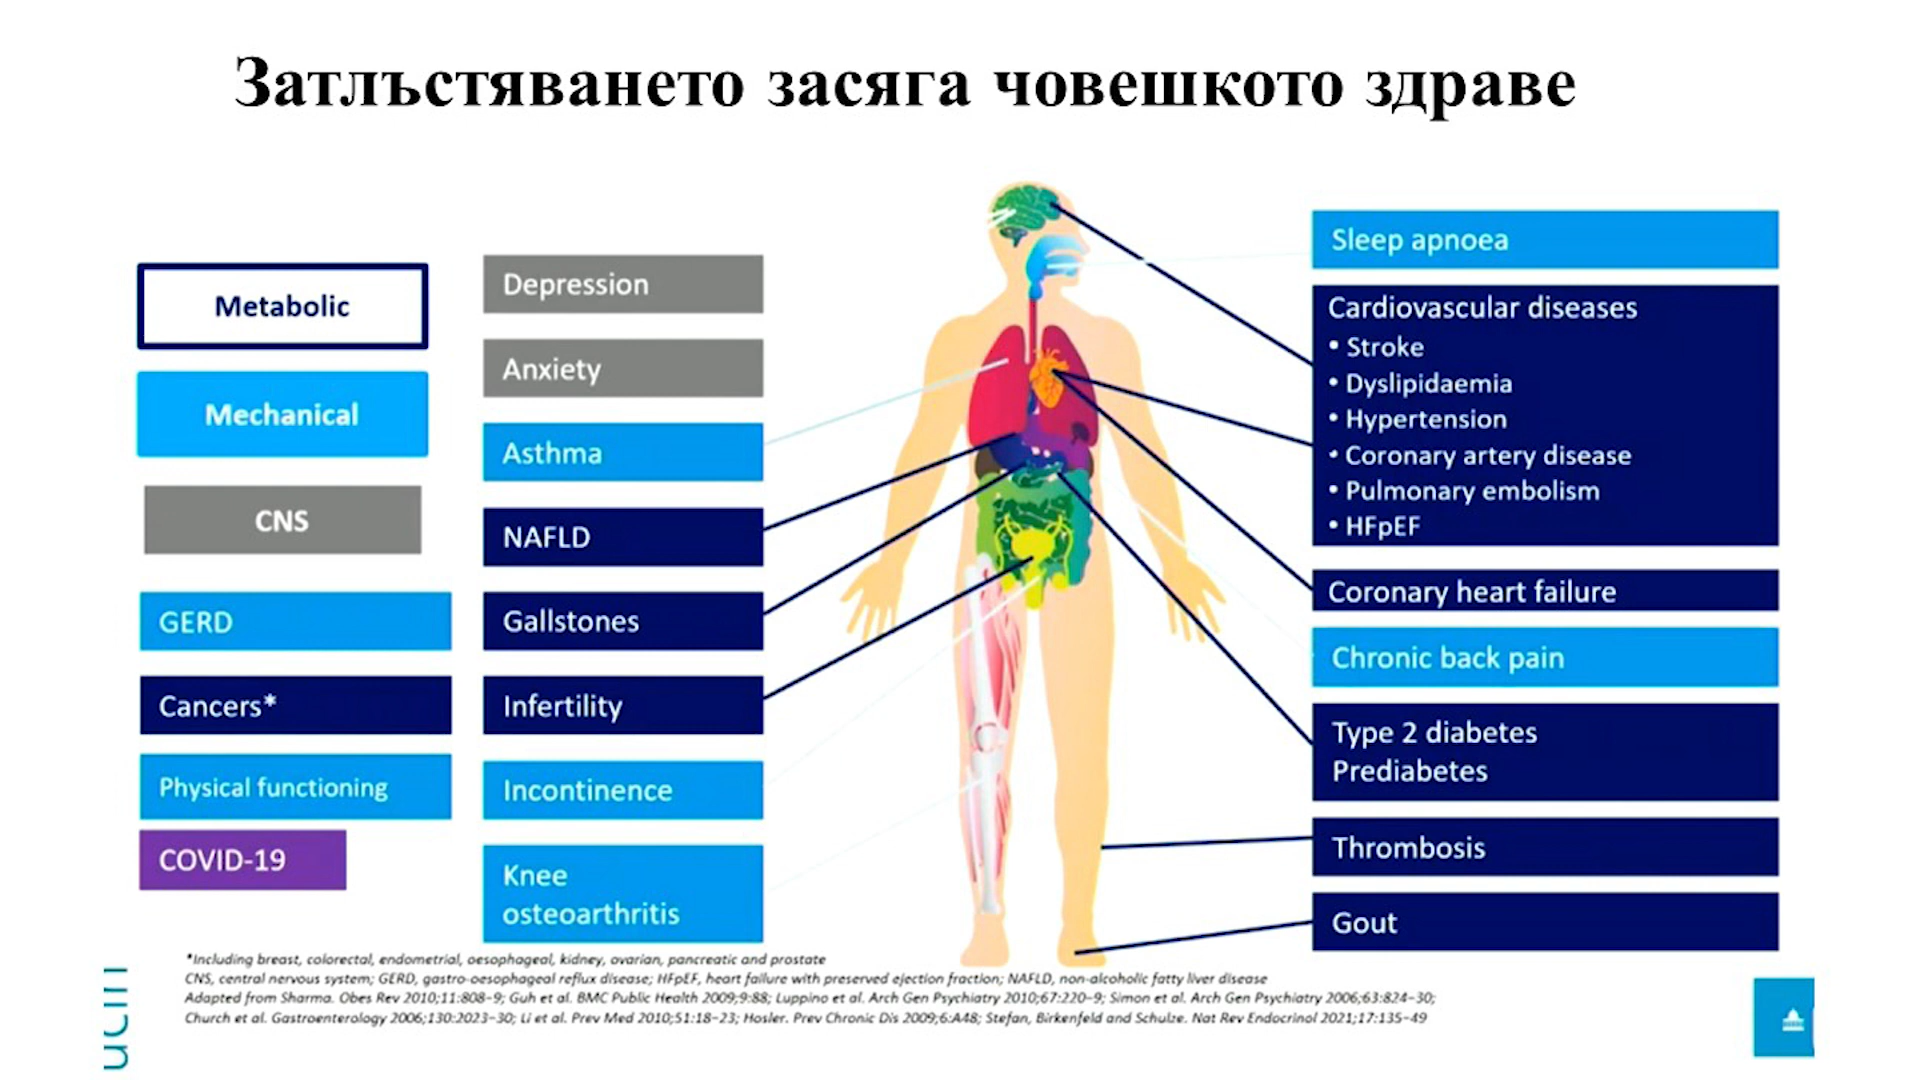 Затлъстяването засяга човешкото здраве
Metabolic
Mechanical
CNS
GERD
Cancers*
Physical functioning
COVID-19
Depression
Anxiety
Asthma
NAFLD
Gallstones
Infertility
Incontinence
Knee
osteoarthritis
Sleep apnoea
Cardiovascular diseases
• Stroke
• Dyslipidaemia
• Hypertension
• Coronary artery disease
• Pulmonary embolism
• HFpEF
Coronary heart failure
Chronic back pain
Type 2 diabetes
Prediabetes
Thrombosis
Gout
*Including breast, colorectal, endometrial, oesophageal, kidney, ovarian, pancreatic and prostate
CNS, central nervous system; GERD, gastro-oesophageal reflux disease; HFpEF, heart failure with preserved ejection fraction; NAFLD, non-alcoholic fatty liver disease
Adapted from Sharma. Obes Rev 2010;11:808–9; Guh et al. BMC Public Health 2009;9:88; Luppino et al. Arch Gen Psychiatry 2010;67:220–9; Simon et al. Arch Gen Psychiatry 2006;63:824–30;
Church et al. Gastroenterology 2006;130:2023–30; Li et al. Prev Med 2010;51:18–23; Hosler. Prev Chronic Dis 2009;6:A48; Stefan, Birkenfeld and Schulze. Nat Rev Endocrinol 2021;17:135–49